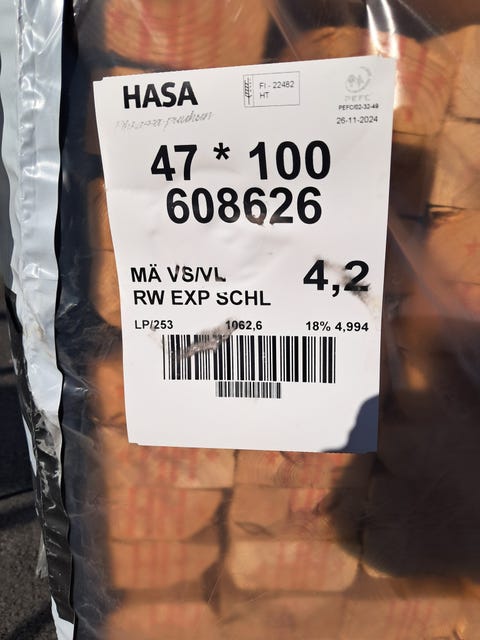 HASA
FI - 22482
HT
PEFC
PEFC/02-32-49
26-11-2024
47 * 100
608626
MÄ VS/VL
4,2
RW EXP SCHL
LP/253 1062,6 18% 4,994